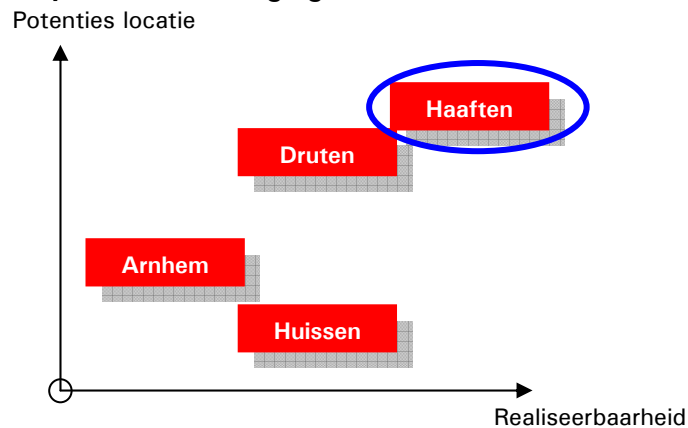 Potenties locatie
Haaften
Druten
Arnhem
Huissen
Realiseerbaarheid